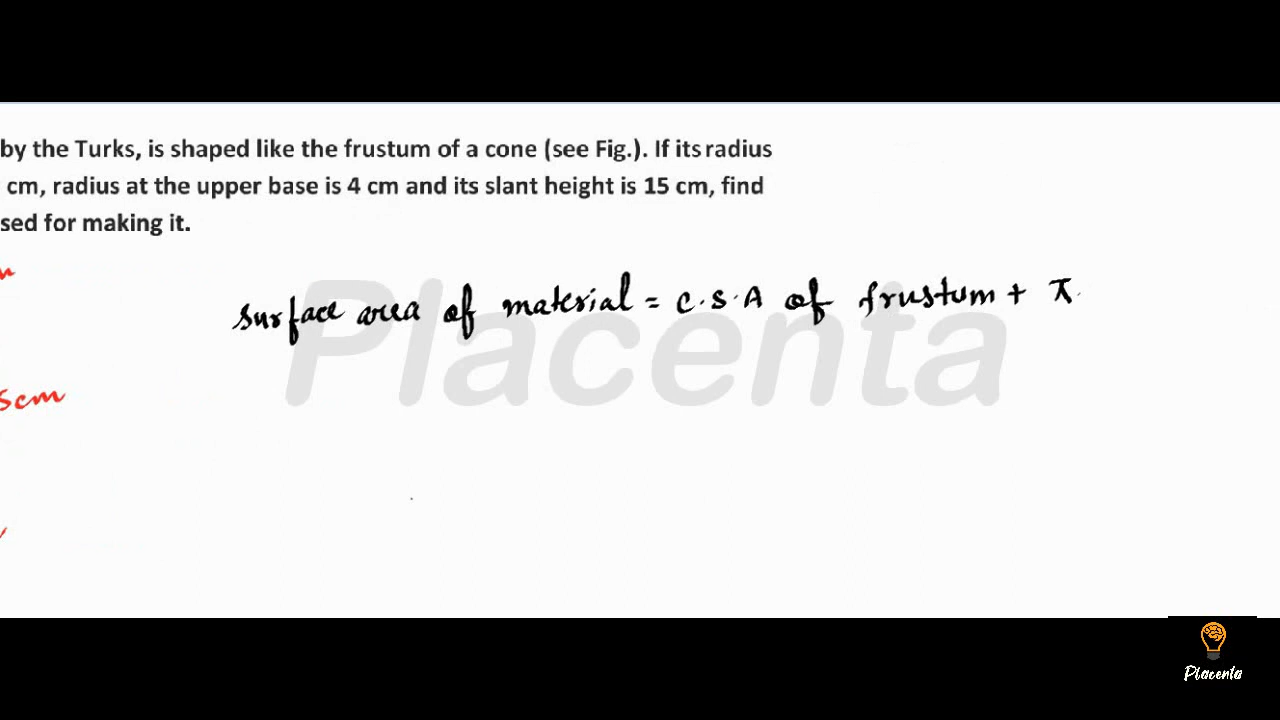 by the Turks, is shaped like the frustum of a cone (see Fig.). If its radius
cm, radius at the upper base is 4 cm and its slant height is 15 cm, find
sed for making it.
surface area of material = C.S.A of frustum + π
5cm
Placenta
Placenta